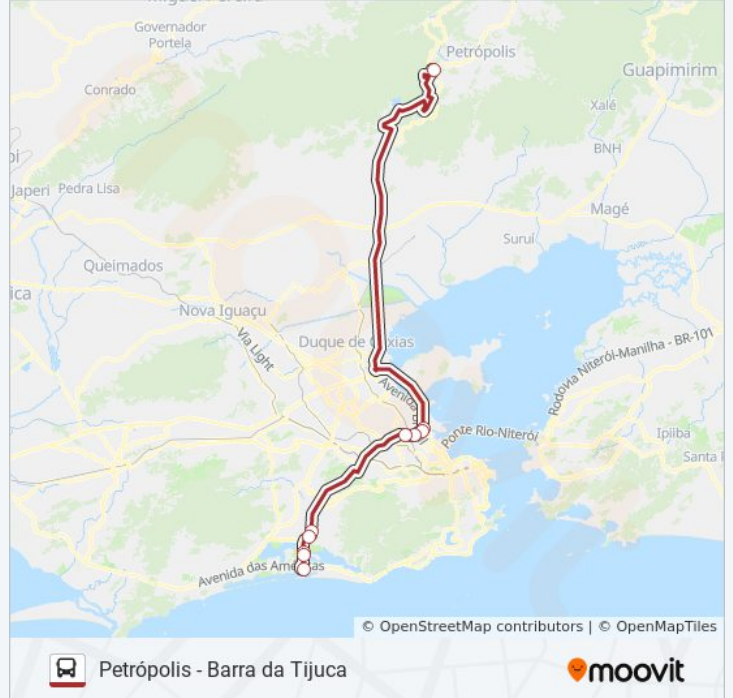 Governador
Portela
Petrópolis
Guapimirim
Conrado
Xalé
BNH
Japeri
Pedra Lisa
Magé
Suruí
Queimados
Nova Iguaçu
Via Light
Duque de Caxias
Rodovia Niterói-Manilha - BR-101
Avenida
Ponte Rio-Niterói
Ipiíba
Santa
Avenida das Américas
© OpenStreetMap contributors | © OpenMapTiles
Petrópolis - Barra da Tijuca
moovit